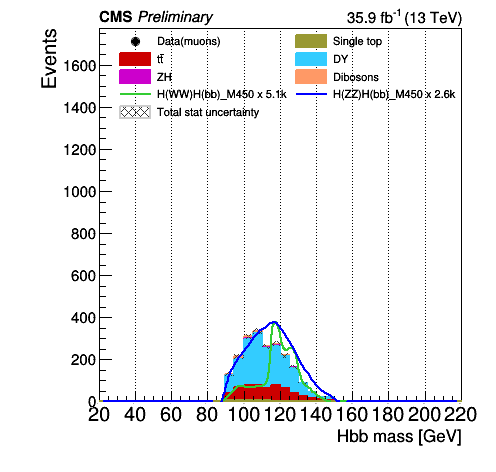 CMS Preliminary 35.9 fb⁻¹ (13 TeV)
Events
Data(muons) Single top
tt̅ DY
ZH Dibosons
H(WW)H(bb)_M450 x 5.1k H(ZZ)H(bb)_M450 x 2.6k
Total stat uncertainty
1600
1400
1200
1000
800
600
400
200
0
20 40 60 80 100 120 140 160 180 200 220
Hbb mass [GeV]